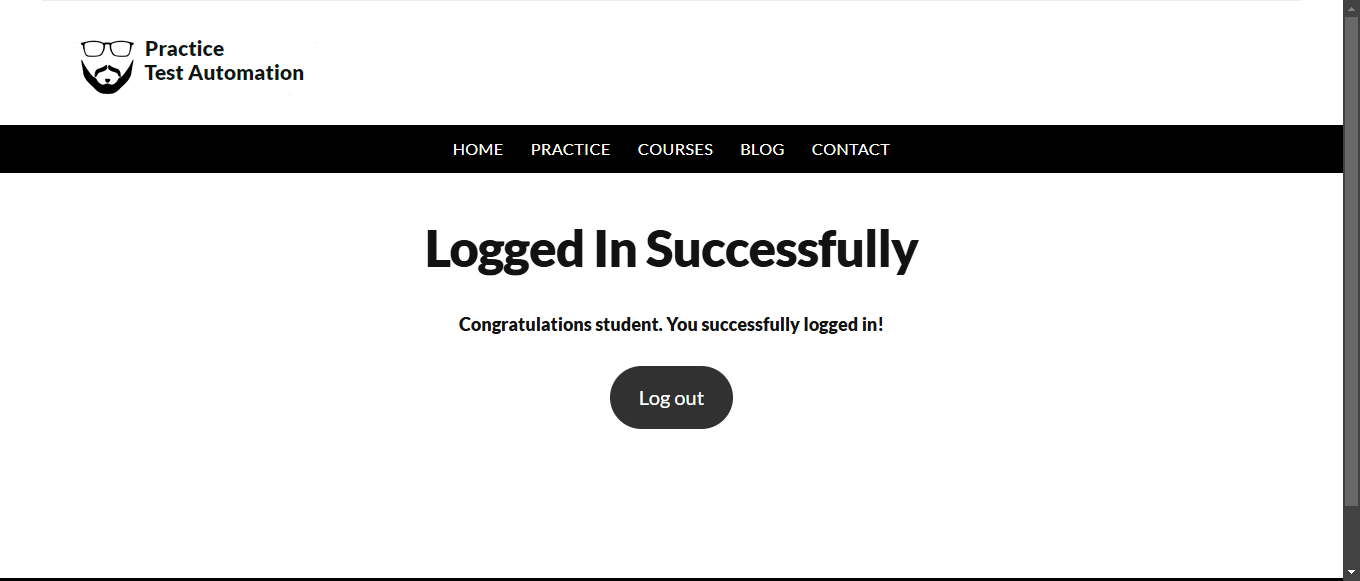 Practice
Test Automation
HOME PRACTICE COURSES BLOG CONTACT
Logged In Successfully
Congratulations student. You successfully logged in!
Log out